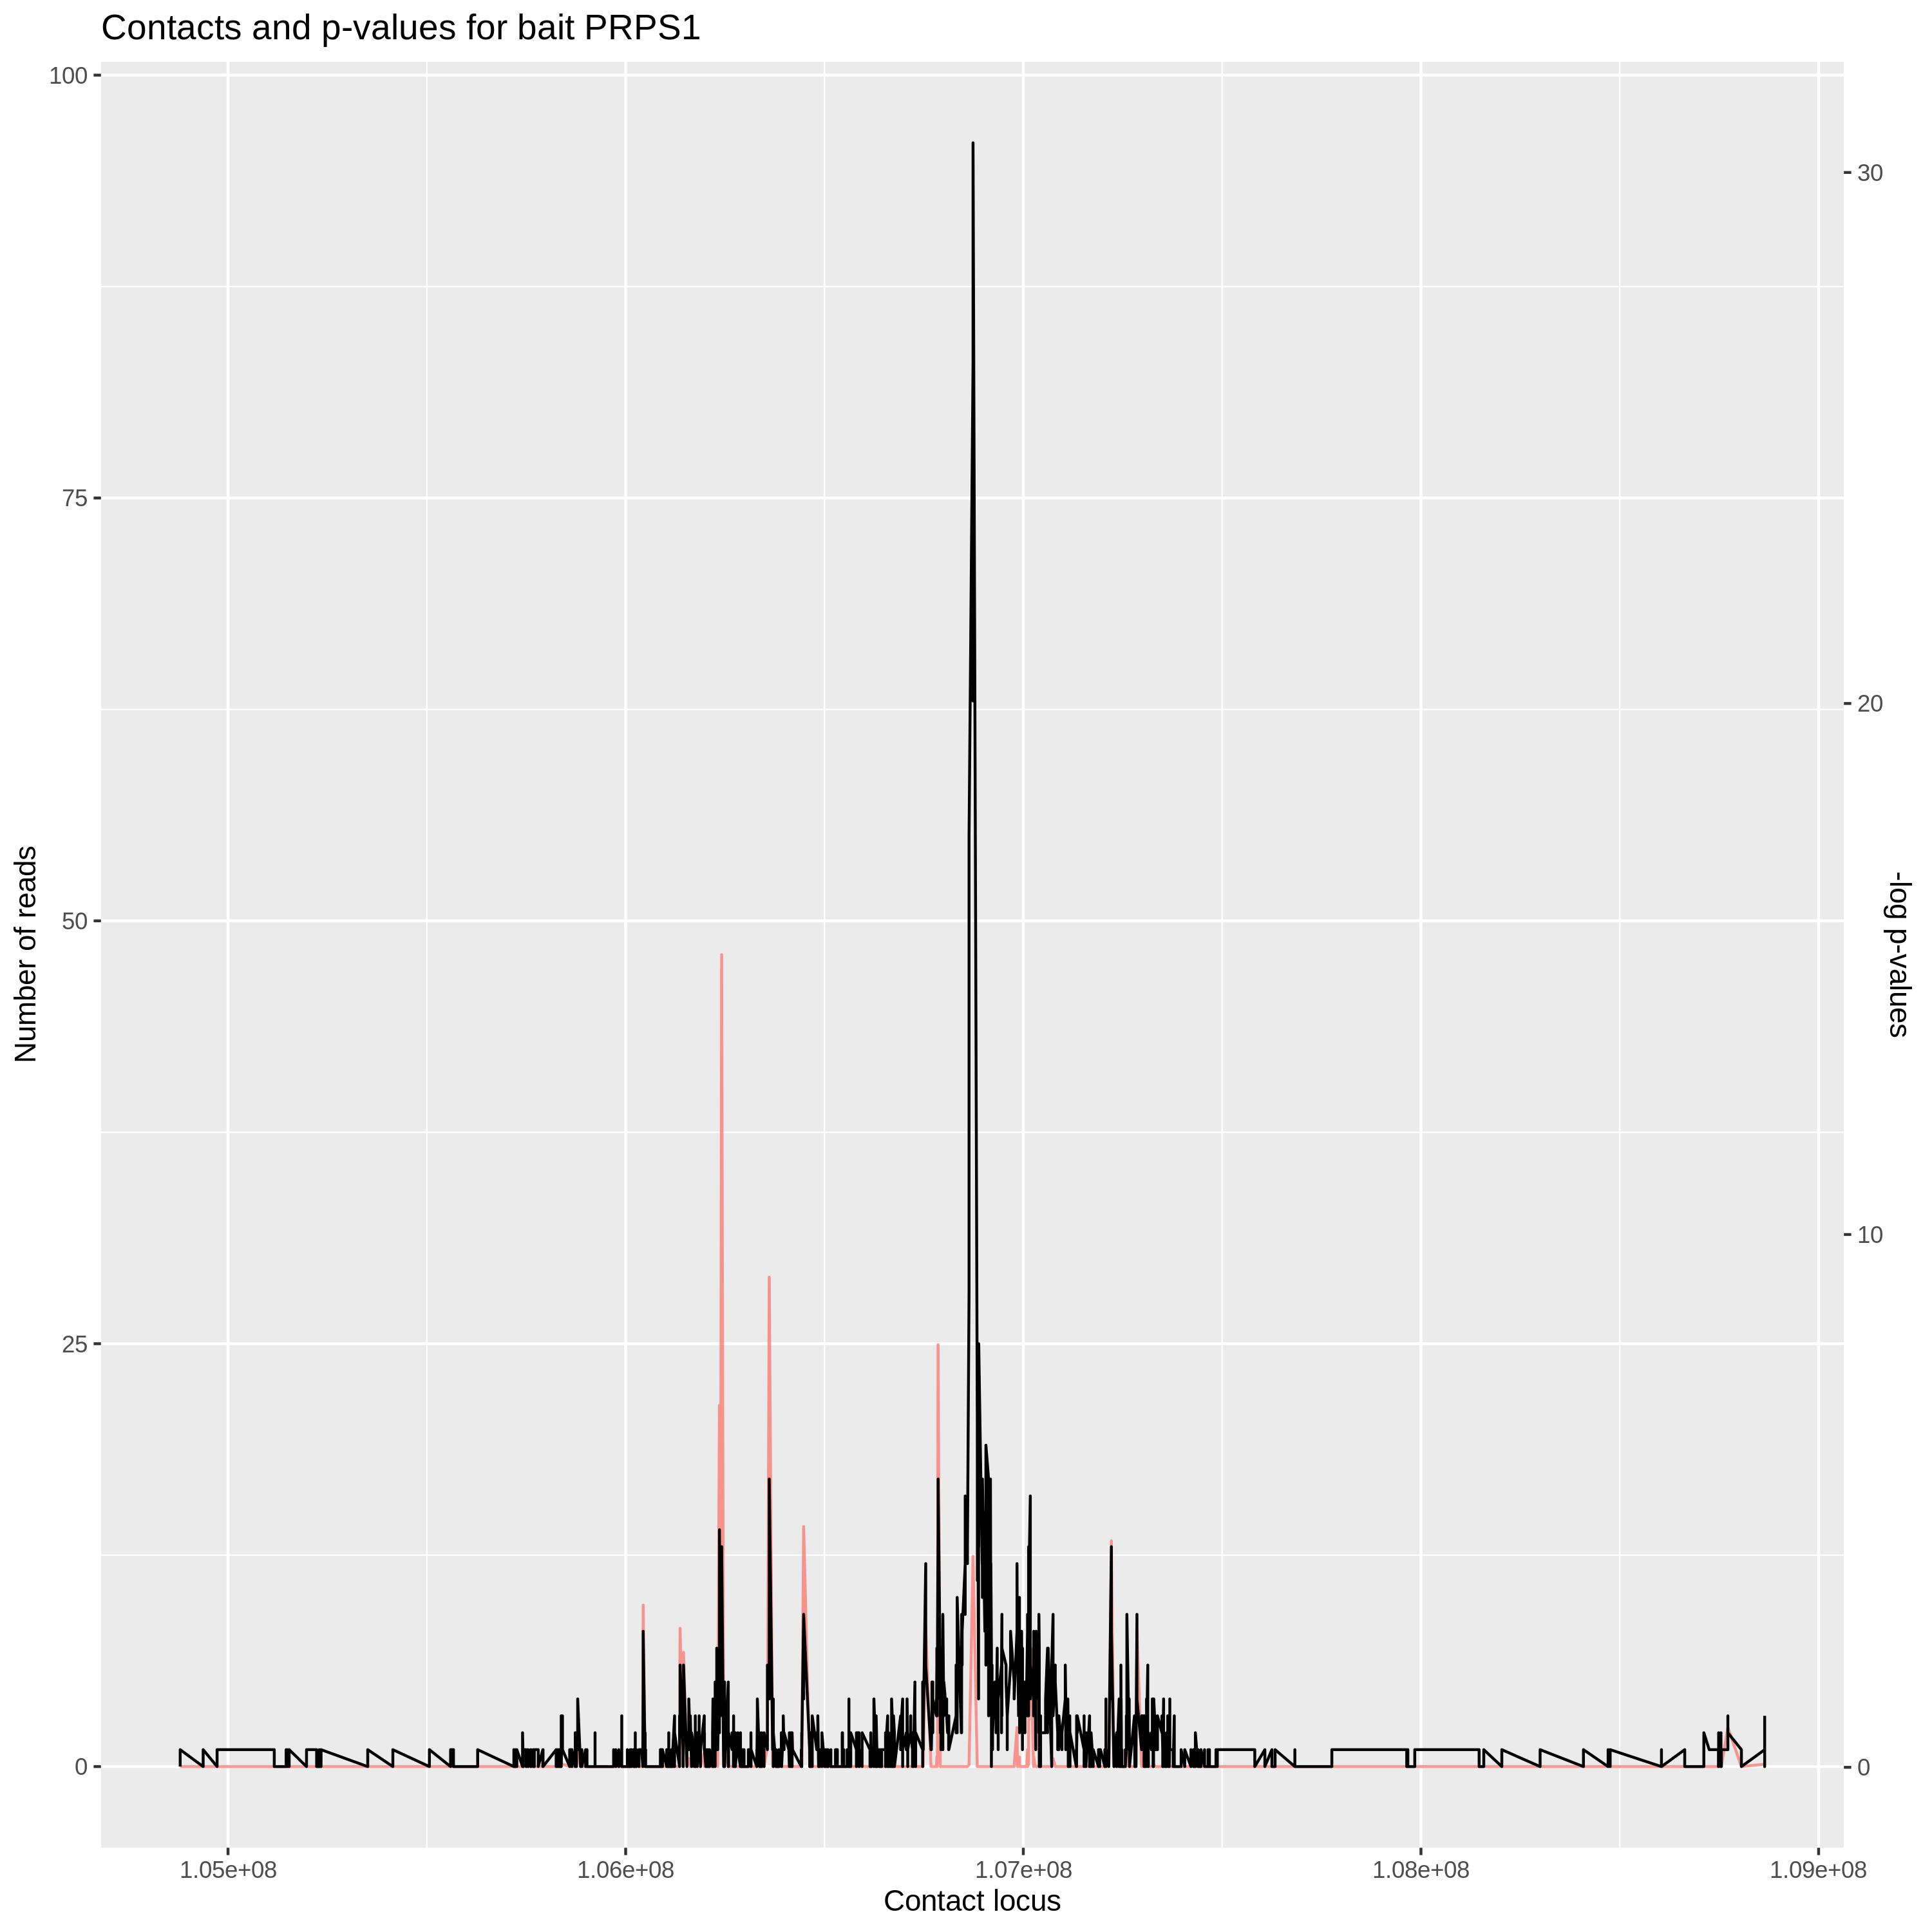 Contacts and p-values for bait PRPS1
100
75
50
25
0
Number of reads
30
20
10
0
-log p-values
1.05e+08
1.06e+08
1.07e+08
1.08e+08
1.09e+08
Contact locus